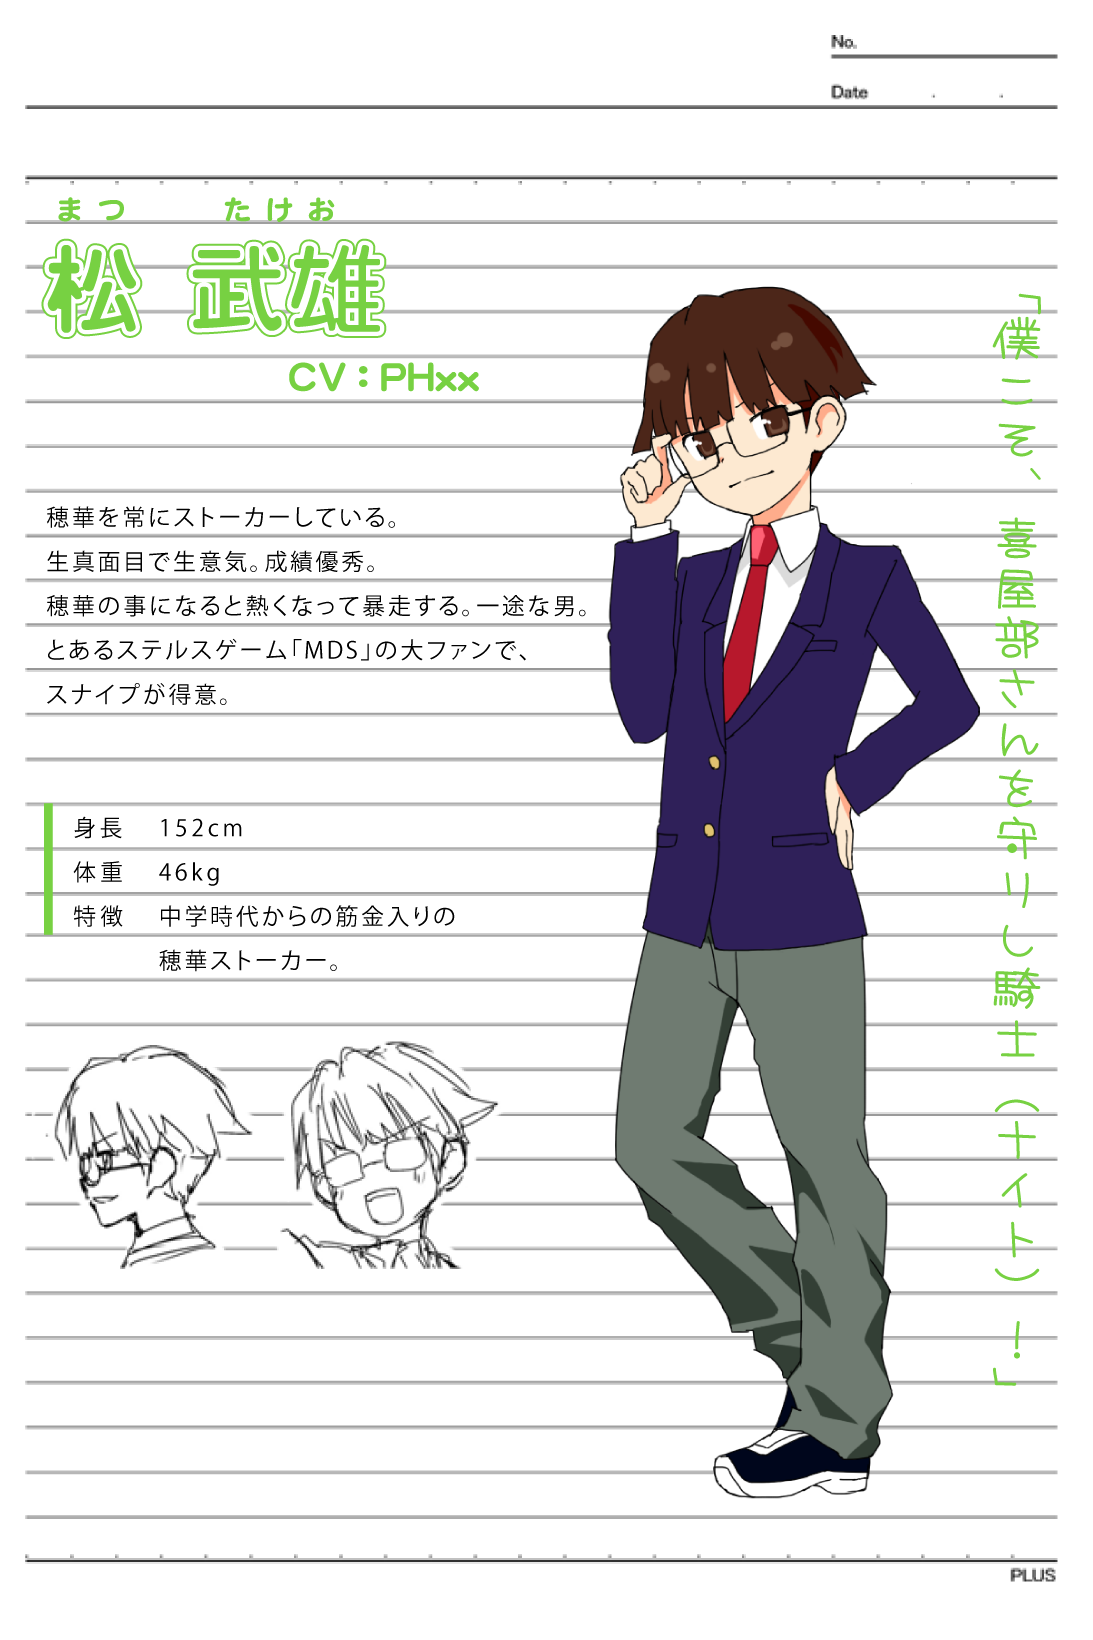 No.
Date . .
まつ たけお
松 武雄
CV：PHxx
「僕こそ、喜屋部さんを守りし騎士（ナイト）！」
穂華を常にストーカーしている。
生真面目で生意気。成績優秀。
穂華の事になると熱くなって暴走する。一途な男。
とあるステルスゲーム「MDS」の大ファンで、
スナイプが得意。
身長 152cm
体重 46kg
特徴 中学時代からの筋金入りの
穂華ストーカー。
PLUS